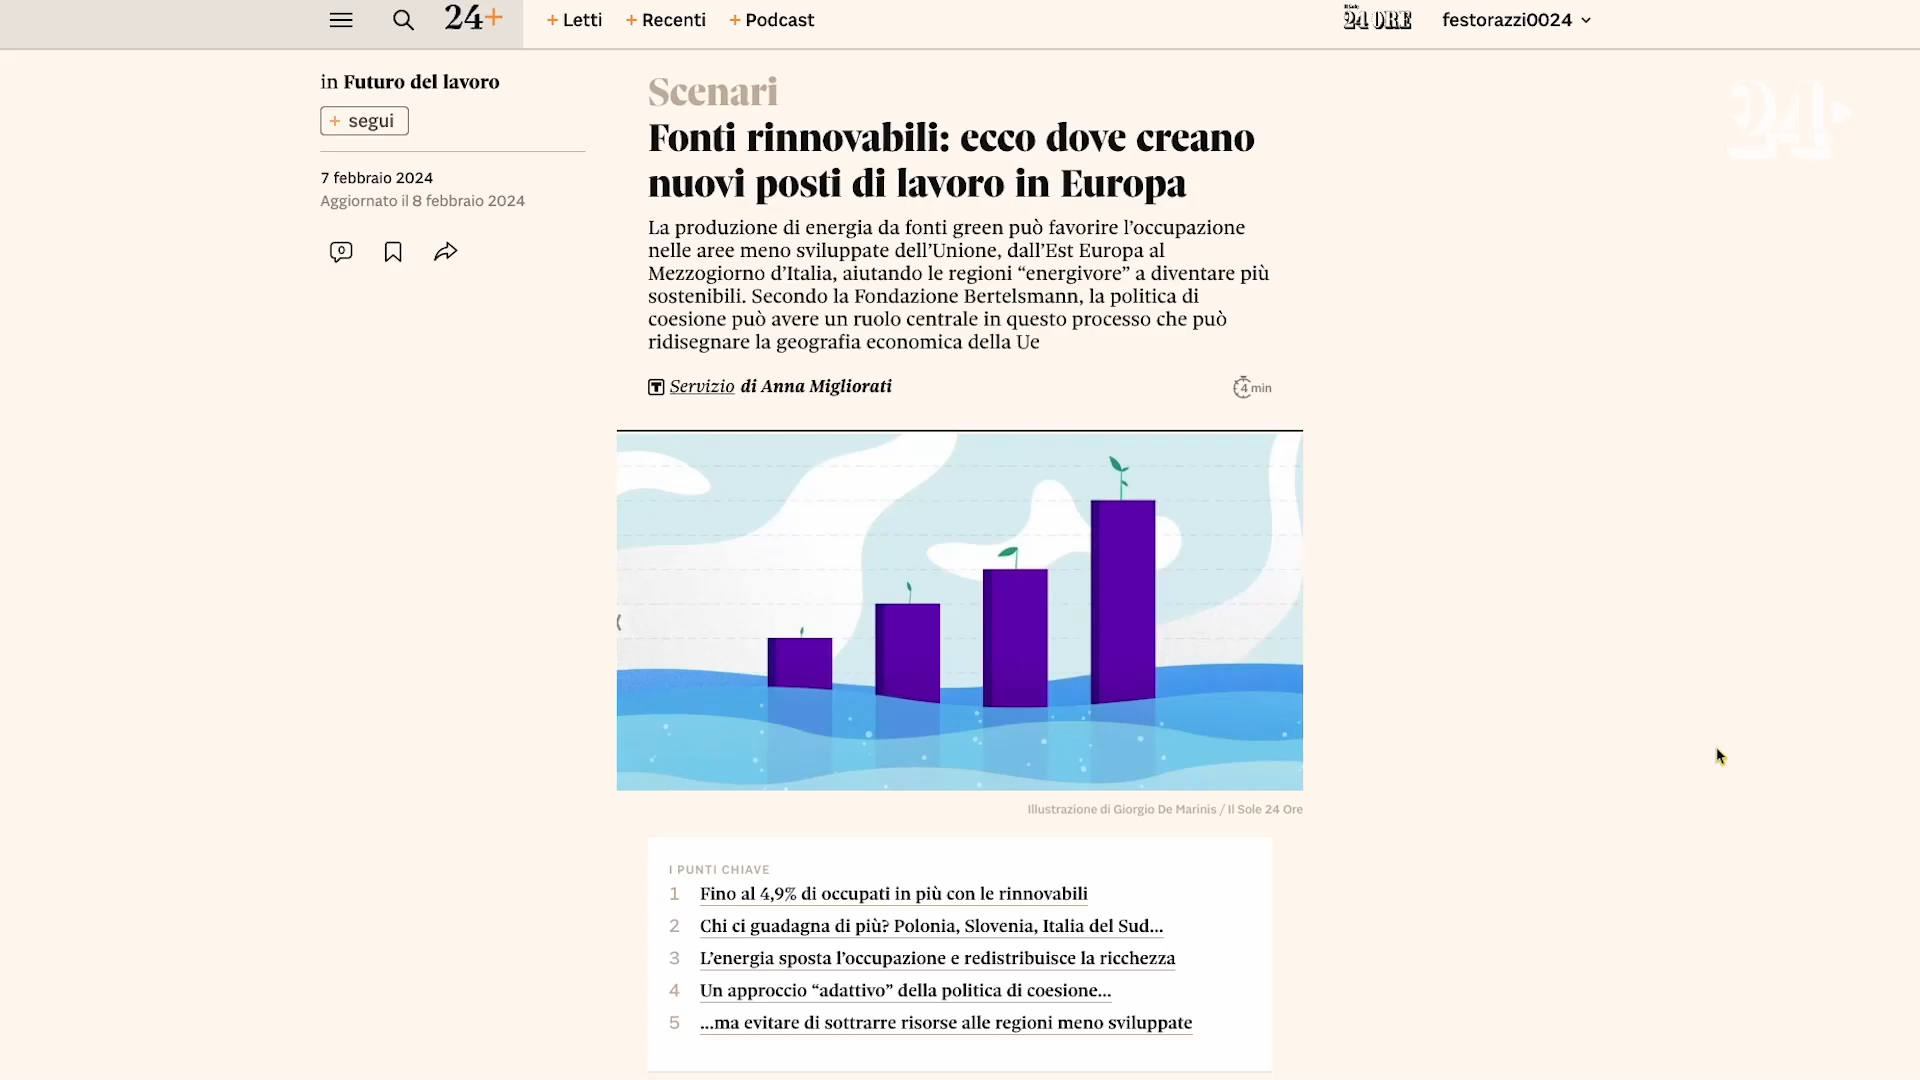 24+
+ Letti
+ Recenti
+ Podcast
Il Sole
24 ORE
festorazzi0024
in Futuro del lavoro
+ segui
7 febbraio 2024
Aggiornato il 8 febbraio 2024
0
Scenari
Fonti rinnovabili: ecco dove creano
nuovi posti di lavoro in Europa
La produzione di energia da fonti green può favorire l’occupazione
nelle aree meno sviluppate dell’Unione, dall’Est Europa al
Mezzogiorno d’Italia, aiutando le regioni “energivore” a diventare più
sostenibili. Secondo la Fondazione Bertelsmann, la politica di
coesione può avere un ruolo centrale in questo processo che può
ridisegnare la geografia economica della Ue
T Servizio di Anna Migliorati
4 min
24
Illustrazione di Giorgio De Marinis / Il Sole 24 Ore
I PUNTI CHIAVE
1 Fino al 4,9% di occupati in più con le rinnovabili
2 Chi ci guadagna di più? Polonia, Slovenia, Italia del Sud...
3 L’energia sposta l’occupazione e redistribuisce la ricchezza
4 Un approccio “adattivo” della politica di coesione...
5 ...ma evitare di sottrarre risorse alle regioni meno sviluppate